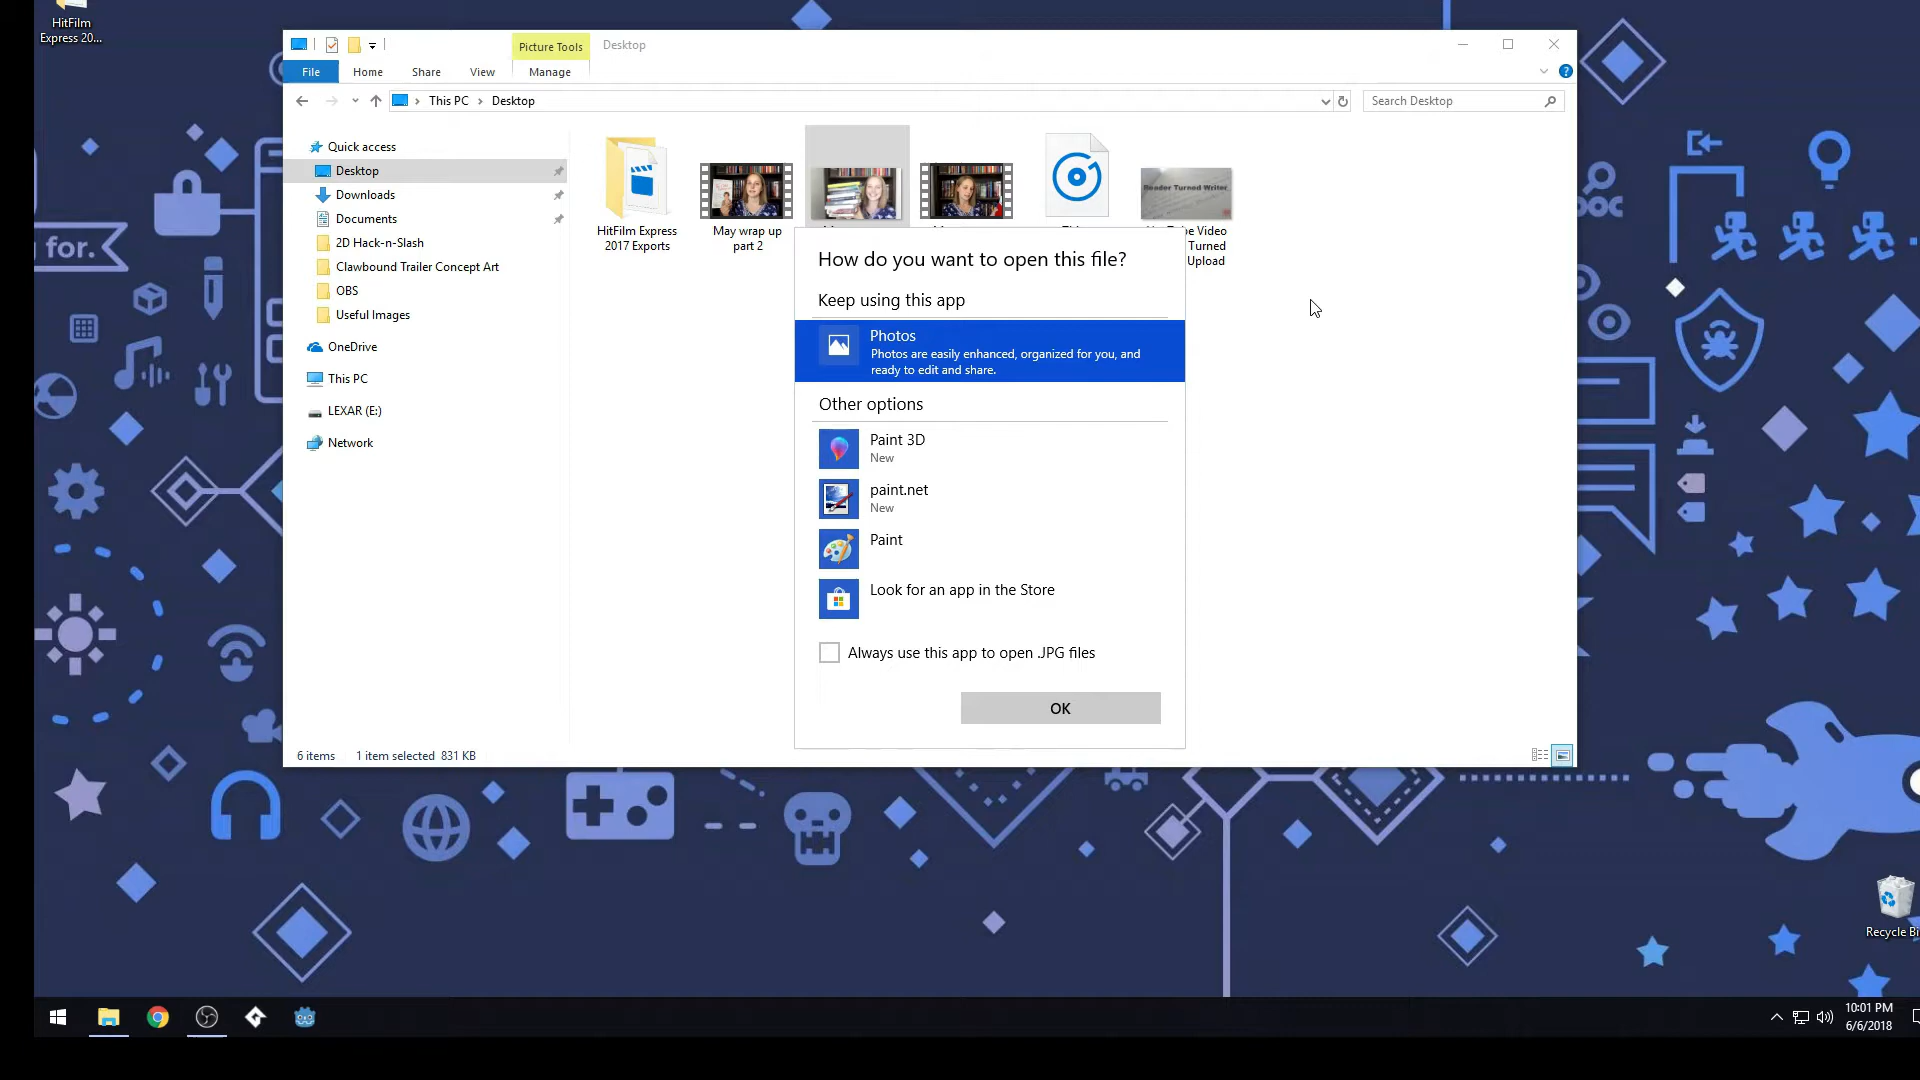 HitFilm
Express 20...
Picture Tools
Desktop
File
Home
Share
View
Manage
This PC
Desktop
Search Desktop
Quick access
Desktop
Downloads
Documents
2D Hack-n-Slash
Clawbound Trailer Concept Art
OBS
Useful Images
OneDrive
This PC
LEXAR (E:)
Network
HitFilm Express
2017 Exports
May wrap up
part 2
Reader Turned Writer
Video
Turned
Upload
How do you want to open this file?
Keep using this app
Photos
Photos are easily enhanced, organized for you, and
ready to edit and share.
Other options
Paint 3D
New
paint.net
New
Paint
Look for an app in the Store
Always use this app to open .JPG files
OK
6 items
1 item selected 831 KB
for.
DOC
Recycle Bi
10:01 PM
6/6/2018